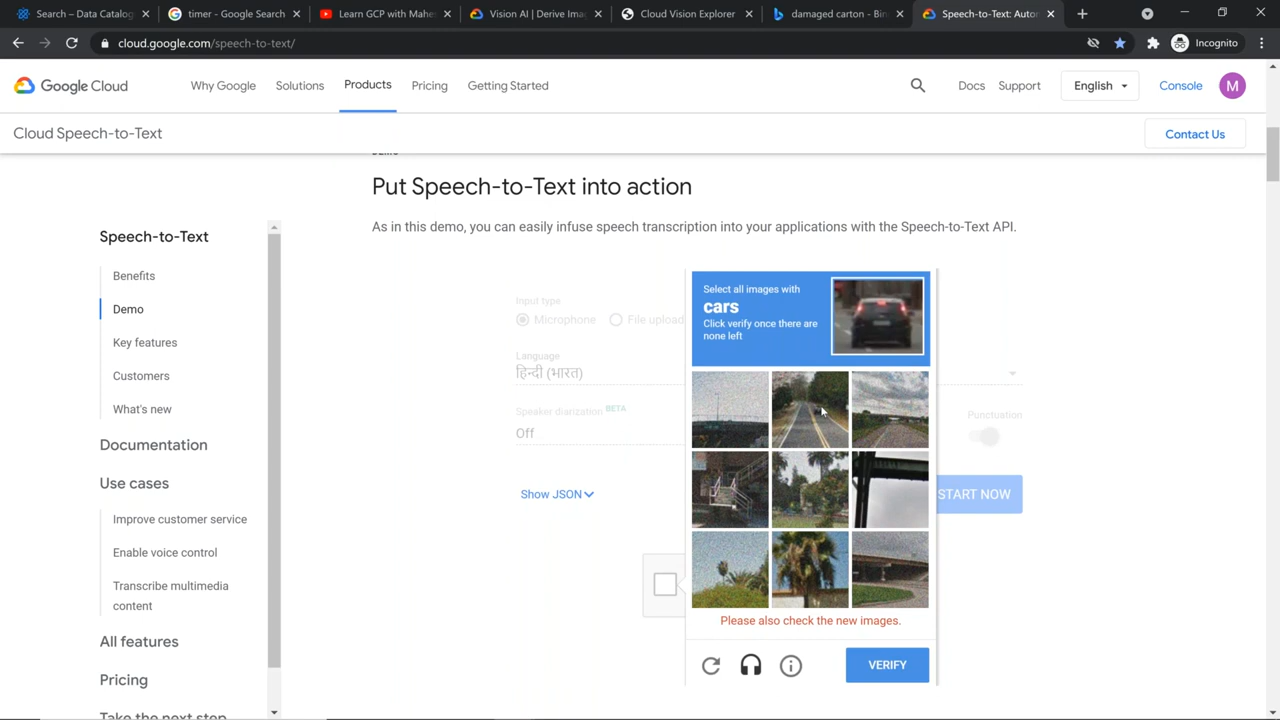 Search – Data Catalog
timer - Google Search
Learn GCP with Mahe
Vision AI | Derive Ima
Cloud Vision Explorer
damaged carton - Bin
Speech-to-Text: Auto
cloud.google.com/speech-to-text/
Incognito
Google Cloud
Why Google
Solutions
Products
Pricing
Getting Started
Docs
Support
English
Console
M
Cloud Speech-to-Text
Contact Us
Put Speech-to-Text into action
As in this demo, you can easily infuse speech transcription into your applications with the Speech-to-Text API.
Speech-to-Text
Benefits
Demo
Key features
Customers
What's new
Documentation
Use cases
Improve customer service
Enable voice control
Transcribe multimedia
content
All features
Pricing
Take the next step
Input type
Microphone
File upload
Language
हिन्दी (भारत)
Speaker diarization BETA
Off
Punctuation
Show JSON
START NOW
Select all images with
cars
Click verify once there are
none left
Please also check the new images.
VERIFY